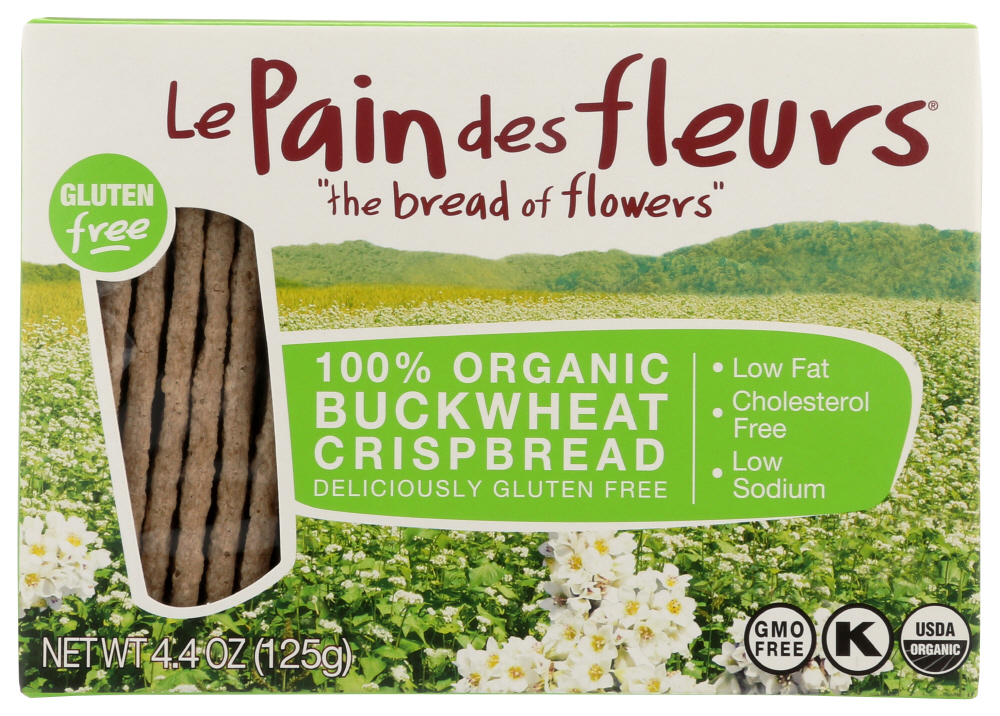 Le Pain des fleurs®
"the bread of flowers"
GLUTEN
free
100% ORGANIC
BUCKWHEAT
CRISPBREAD
DELICIOUSLY GLUTEN FREE
• Low Fat
• Cholesterol
Free
• Low
Sodium
NET WT 4.4 OZ (125g)
GMO
FREE
K
USDA
ORGANIC